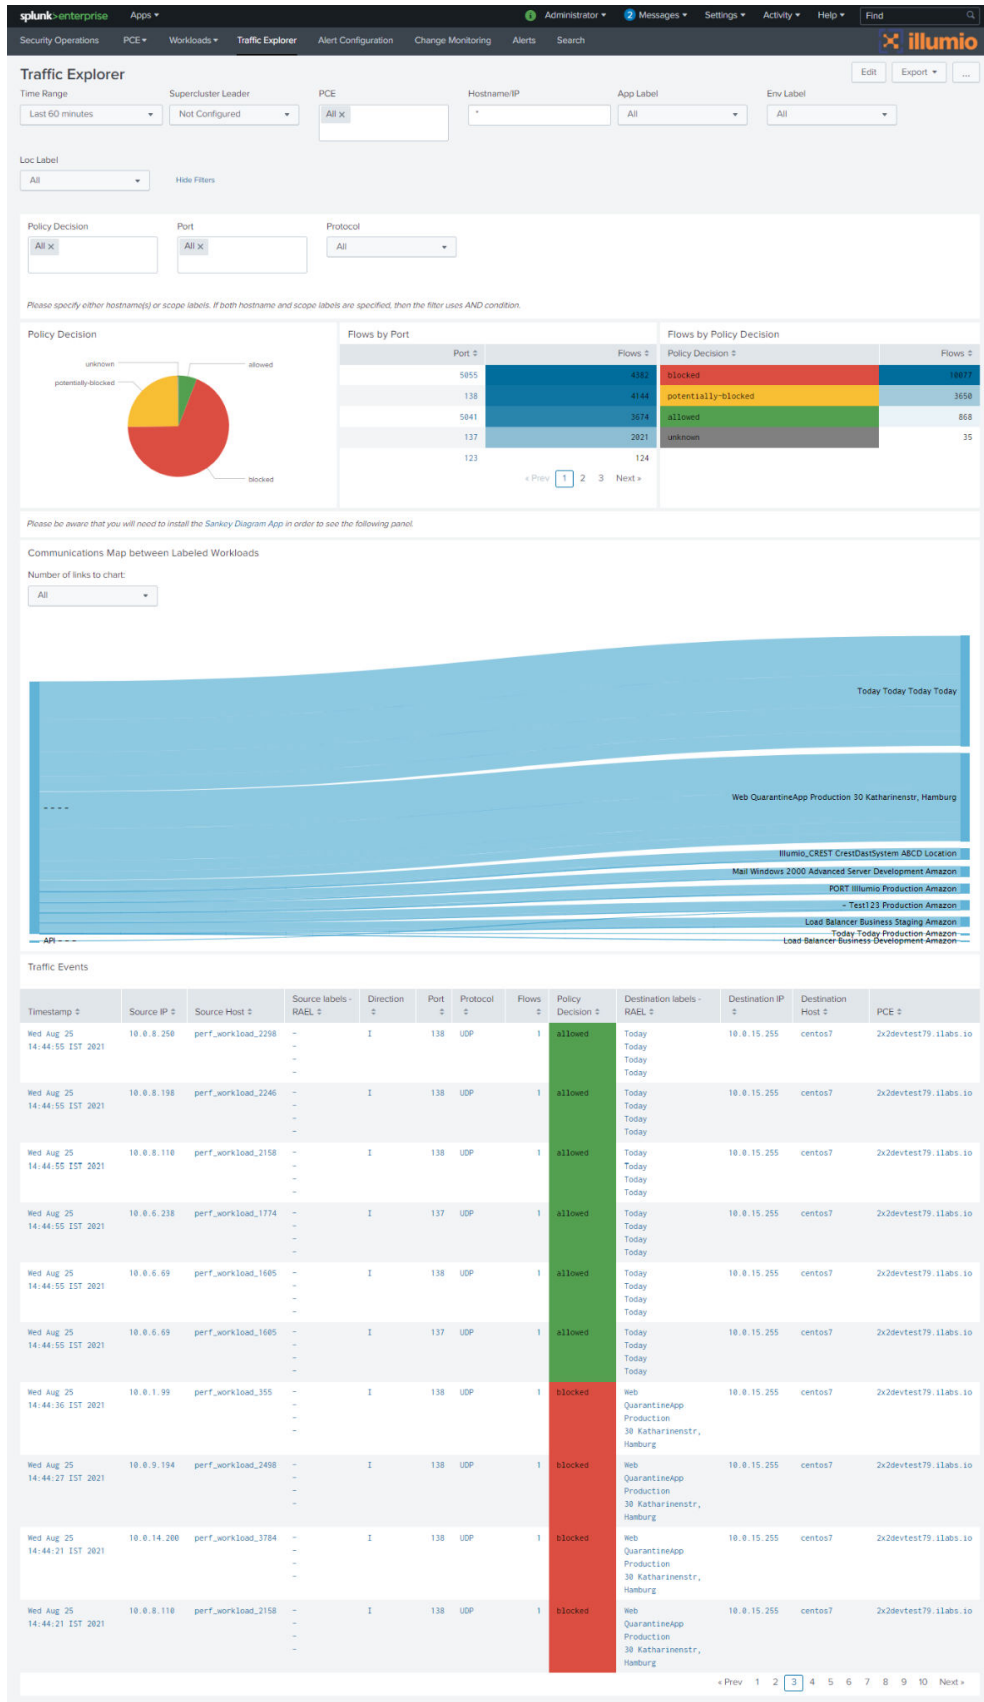 splunk>enterprise Apps ▾ i Administrator ▾ 2 Messages ▾ Settings ▾ Activity ▾ Help ▾ Find
Security Operations PCE ▾ Workloads ▾ Traffic Explorer Alert Configuration Change Monitoring Alerts Search illumio
Traffic Explorer Edit Export ▾ ...
Time Range Supercluster Leader PCE Hostname/IP App Label Env Label
Last 60 minutes Not Configured All × * All All
Loc Label
All Hide Filters
Policy Decision Port Protocol
All × All × All
Please specify either hostname(s) or scope labels. If both hostname and scope labels are specified, then the filter uses AND condition.
Policy Decision Flows by Port Flows by Policy Decision
unknown
potentially-blocked
allowed
blocked
Port Flows
5055 4382
138 4144
5041 3674
137 2021
123 124
« Prev 1 2 3 Next »
Policy Decision Flows
blocked 10077
potentially-blocked 3650
allowed 868
unknown 35
Please be aware that you will need to install the Sankey Diagram App in order to see the following panel.
Communications Map between Labeled Workloads
Number of links to chart:
All
Today Today Today Today
- - - -
Web QuarantineApp Production 30 Katharinenstr, Hamburg
Illumio_CREST CrestDastSystem ABCD Location
Mail Windows 2000 Advanced Server Development Amazon
PORT Illlumio Production Amazon
- Test123 Production Amazon
Load Balancer Business Staging Amazon
Today Today Production Amazon
API - - -
Load Balancer Business Development Amazon
Traffic Events
Timestamp Source IP Source Host Source labels - RAEL Direction Port Protocol Flows Policy Decision Destination labels - RAEL Destination IP Destination Host PCE
Wed Aug 25 10.0.8.250 perf_workload_2298 - I 138 UDP 1 allowed Today 10.0.15.255 centos7 2x2devtest79.ilabs.io
14:44:55 IST 2021 - Today
- Today
- Today
Wed Aug 25 10.0.8.198 perf_workload_2246 - I 138 UDP 1 allowed Today 10.0.15.255 centos7 2x2devtest79.ilabs.io
14:44:55 IST 2021 - Today
- Today
- Today
Wed Aug 25 10.0.8.110 perf_workload_2158 - I 138 UDP 1 allowed Today 10.0.15.255 centos7 2x2devtest79.ilabs.io
14:44:55 IST 2021 - Today
- Today
- Today
Wed Aug 25 10.0.6.238 perf_workload_1774 - I 137 UDP 1 allowed Today 10.0.15.255 centos7 2x2devtest79.ilabs.io
14:44:55 IST 2021 - Today
- Today
- Today
Wed Aug 25 10.0.6.69 perf_workload_1605 - I 138 UDP 1 allowed Today 10.0.15.255 centos7 2x2devtest79.ilabs.io
14:44:55 IST 2021 - Today
- Today
- Today
Wed Aug 25 10.0.6.69 perf_workload_1605 - I 137 UDP 1 allowed Today 10.0.15.255 centos7 2x2devtest79.ilabs.io
14:44:55 IST 2021 - Today
- Today
- Today
Wed Aug 25 10.0.1.99 perf_workload_355 - I 138 UDP 1 blocked Web 10.0.15.255 centos7 2x2devtest79.ilabs.io
14:44:36 IST 2021 - QuarantineApp
- Production
- 30 Katharinenstr,
Hamburg
Wed Aug 25 10.0.9.194 perf_workload_2498 - I 138 UDP 1 blocked Web 10.0.15.255 centos7 2x2devtest79.ilabs.io
14:44:27 IST 2021 - QuarantineApp
- Production
- 30 Katharinenstr,
Hamburg
Wed Aug 25 10.0.14.200 perf_workload_3784 - I 138 UDP 1 blocked Web 10.0.15.255 centos7 2x2devtest79.ilabs.io
14:44:21 IST 2021 - QuarantineApp
- Production
- 30 Katharinenstr,
Hamburg
Wed Aug 25 10.0.8.110 perf_workload_2158 - I 138 UDP 1 blocked Web 10.0.15.255 centos7 2x2devtest79.ilabs.io
14:44:21 IST 2021 - QuarantineApp
- Production
- 30 Katharinenstr,
Hamburg
« Prev 1 2 3 4 5 6 7 8 9 10 Next »